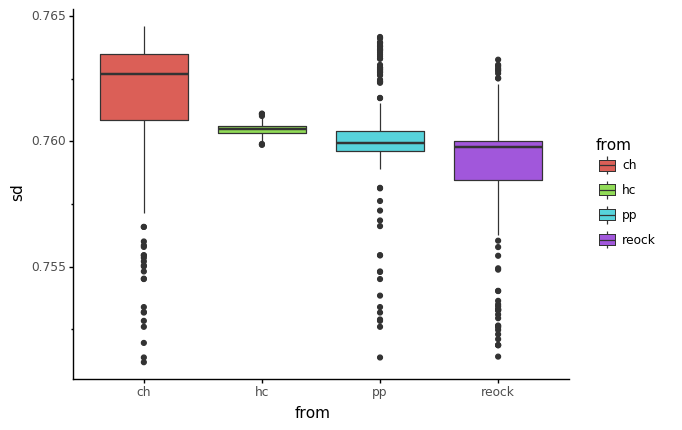 0.765
0.760
0.755
sd
ch
hc
pp
reock
from
from
ch
hc
pp
reock